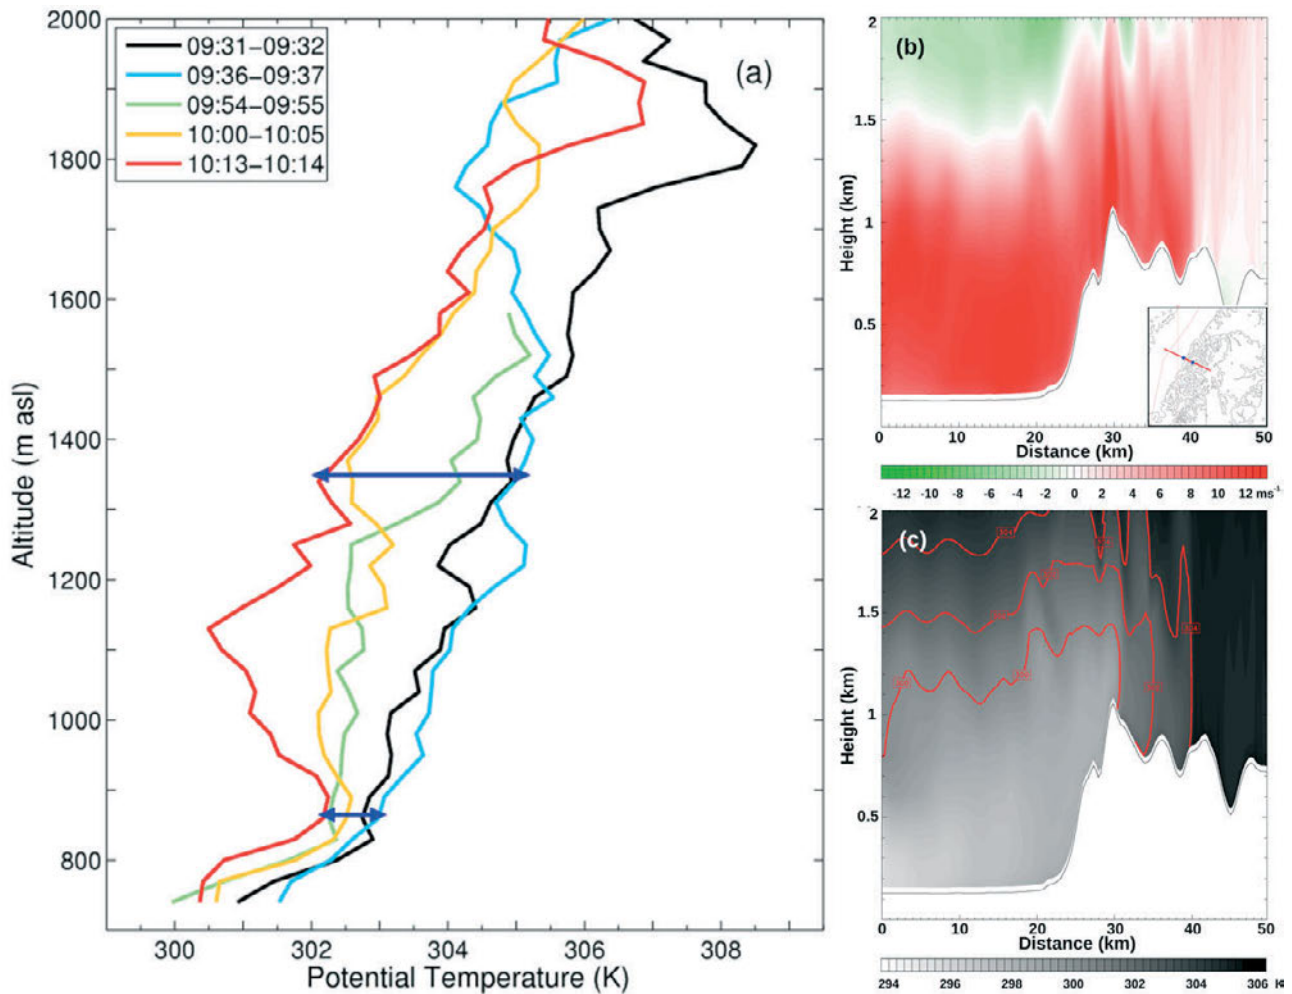 2000
1800
1600
1400
1200
1000
800
Altitude (m asl)
09:31–09:32
09:36–09:37
09:54–09:55
10:00–10:05
10:13–10:14
(a)
300 302 304 306 308
Potential Temperature (K)
(b)
2
1.5
1
0.5
Height (km)
0 10 20 30 40 50
Distance (km)
-12 -10 -8 -6 -4 -2 0 2 4 6 8 10 12 ms⁻¹
(c)
2
1.5
1
0.5
Height (km)
304
304
0 10 20 30 40 50
Distance (km)
294 296 298 300 302 304 306 K